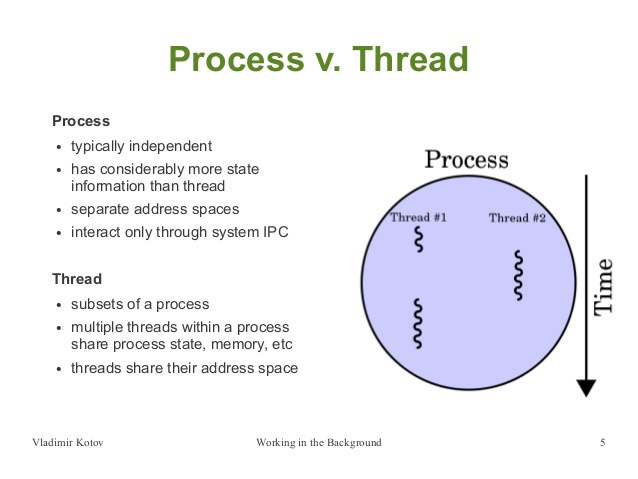 Process v. Thread
Process
• typically independent
• has considerably more state
information than thread
• separate address spaces
• interact only through system IPC
Thread
• subsets of a process
• multiple threads within a process
share process state, memory, etc
• threads share their address space
Process
Thread #1
Thread #2
Time
Vladimir Kotov
Working in the Background
5